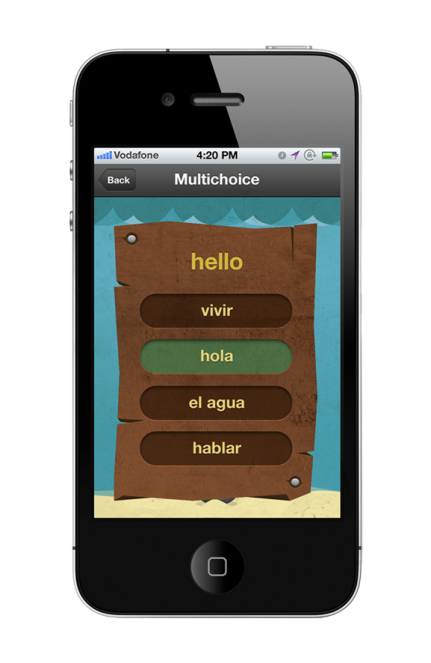 Vodafone 4:20 PM
Back Multichoice
hello
vivir
hola
el agua
hablar